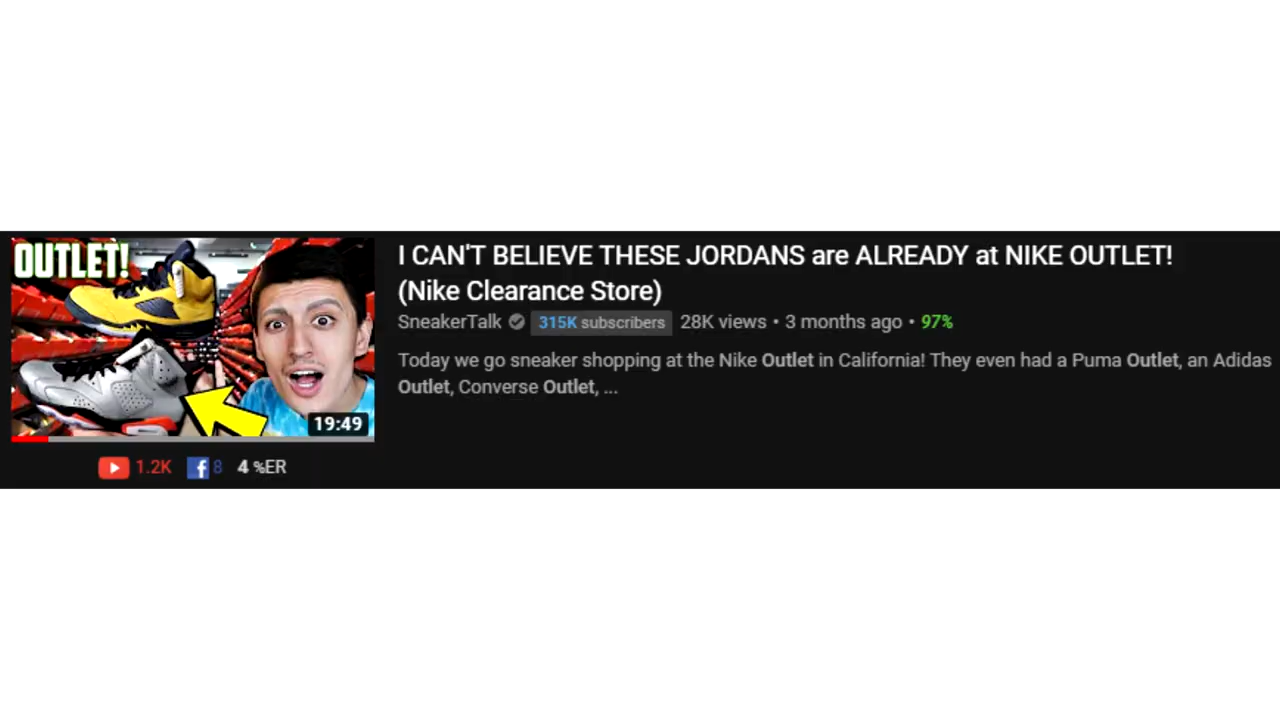 OUTLET!
19:49
I CAN'T BELIEVE THESE JORDANS are ALREADY at NIKE OUTLET!
(Nike Clearance Store)
SneakerTalk 315K subscribers 28K views • 3 months ago • 97%
Today we go sneaker shopping at the Nike Outlet in California! They even had a Puma Outlet, an Adidas
Outlet, Converse Outlet, ...
1.2K f 8 4 %ER